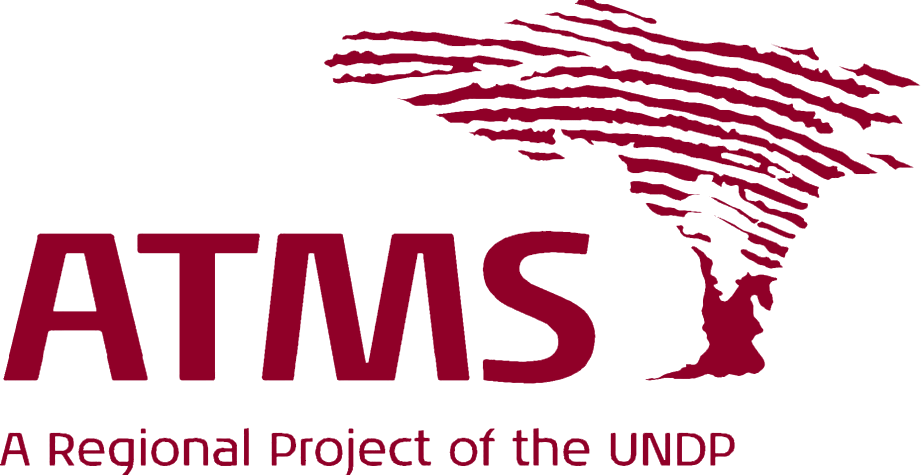 ATMS
A Regional Project of the UNDP